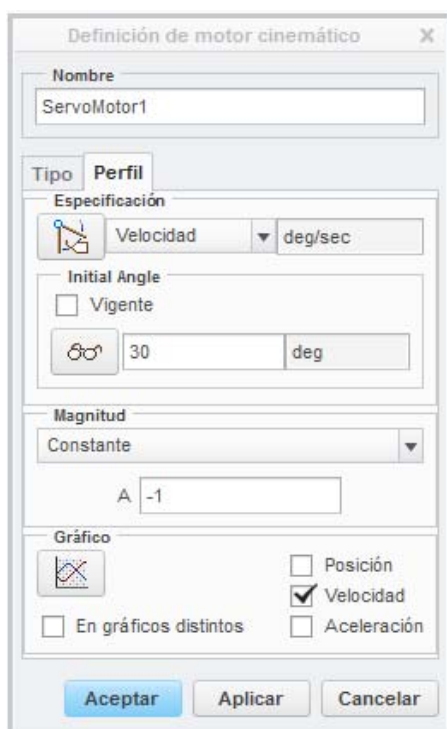 Definición de motor cinemático
Nombre
ServoMotor1
Tipo Perfil
Especificación
Velocidad deg/sec
Initial Angle
Vigente
30 deg
Magnitud
Constante
A -1
Gráfico
Posición
Velocidad
En gráficos distintos Aceleración
Aceptar Aplicar Cancelar